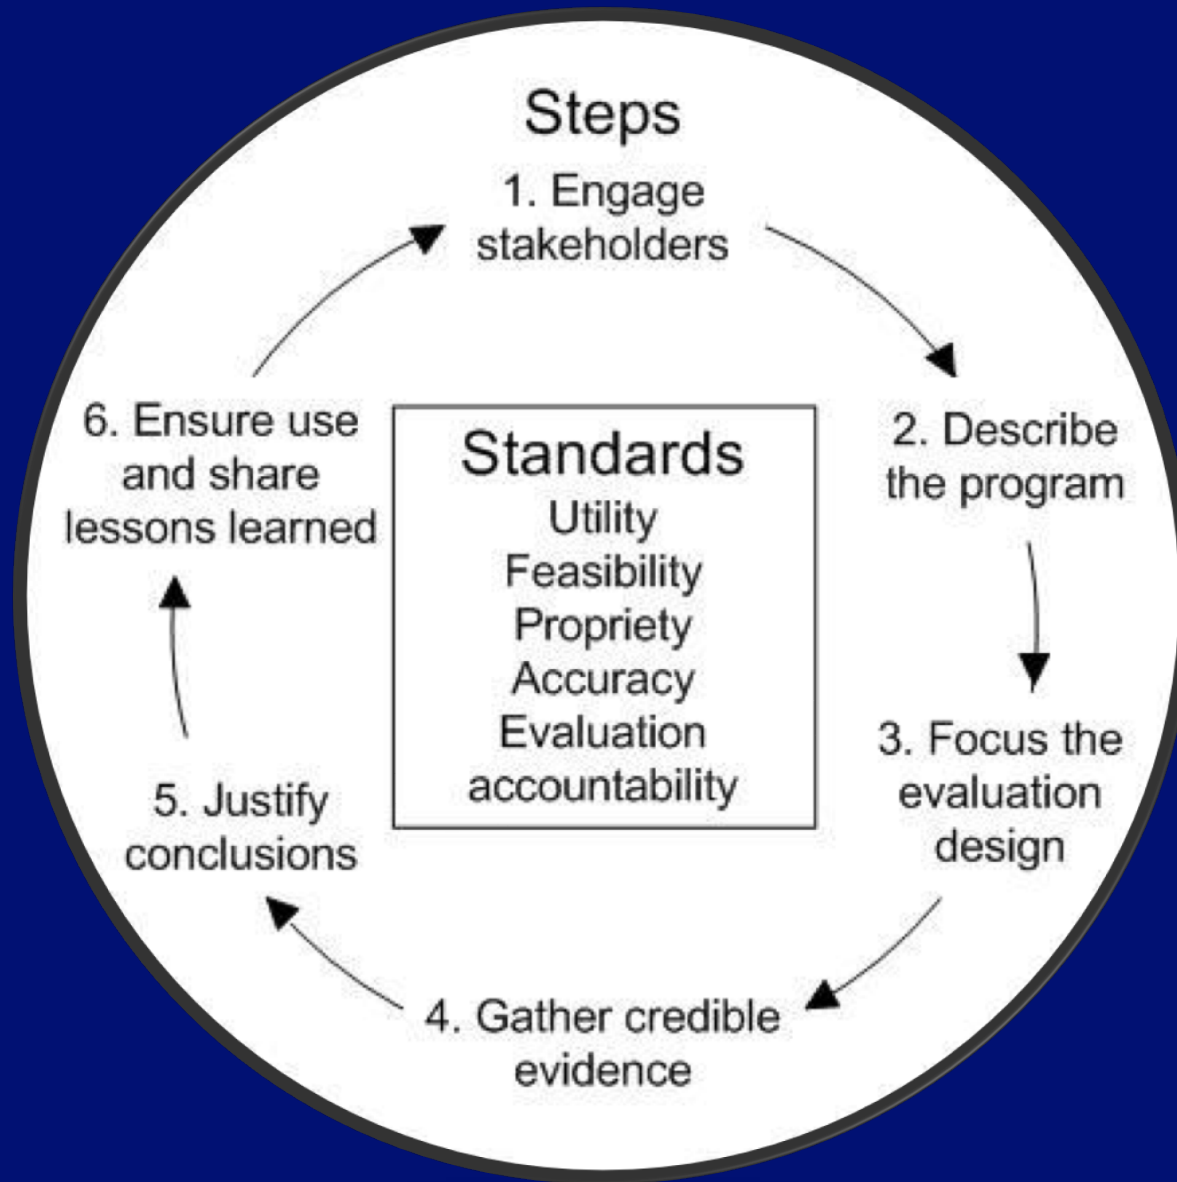 Steps
1. Engage
stakeholders
2. Describe
the program
3. Focus the
evaluation
design
4. Gather credible
evidence
5. Justify
conclusions
6. Ensure use
and share
lessons learned
Standards
Utility
Feasibility
Propriety
Accuracy
Evaluation
accountability